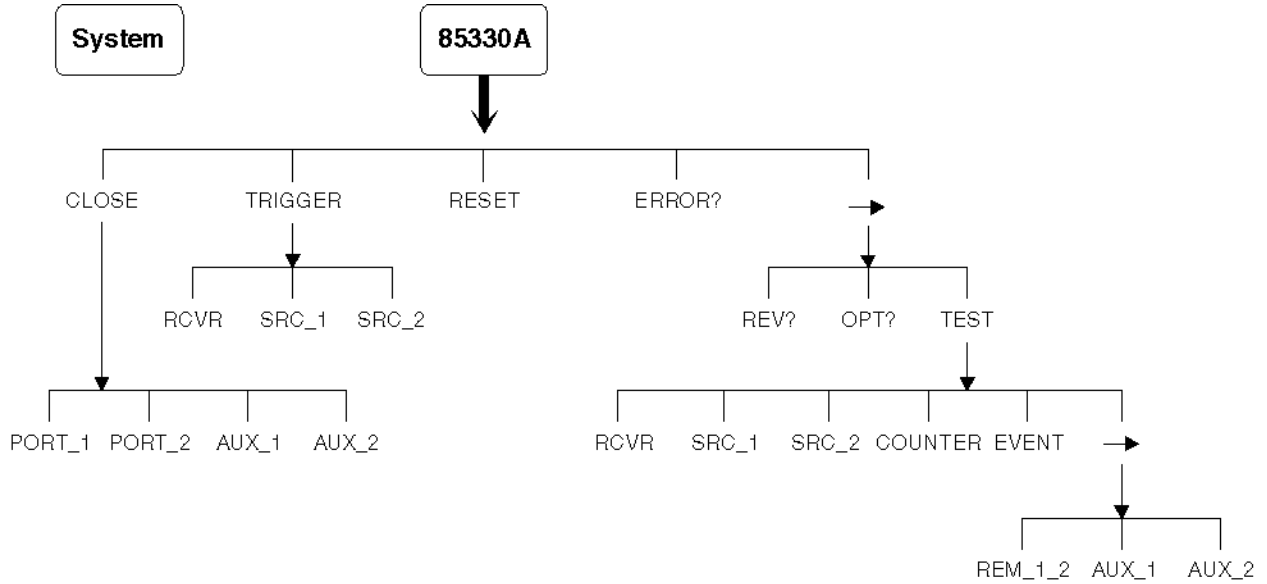 System 85330A
CLOSE TRIGGER RESET ERROR?
RCVR SRC_1 SRC_2 REV? OPT? TEST
PORT_1 PORT_2 AUX_1 AUX_2 RCVR SRC_1 SRC_2 COUNTER EVENT
REM_1_2 AUX_1 AUX_2